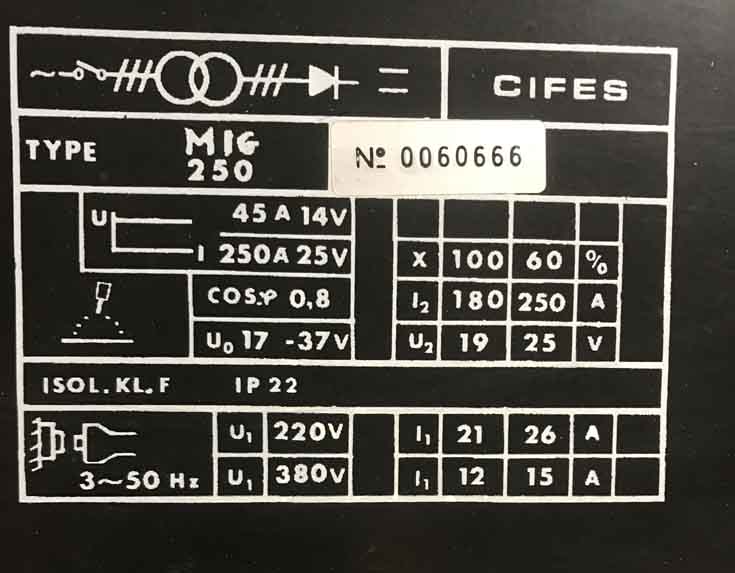 CIFES
TYPE MIG 250
Nº 0060666
U 45 A 14V
I 250A 25V
X 100 60 %
COS.φ 0,8
I₂ 180 250 A
U₀ 17 - 37V
U₂ 19 25 V
ISOL. KL. F IP 22
U₁ 220V I₁ 21 26 A
3~50 Hz U₁ 380V I₁ 12 15 A